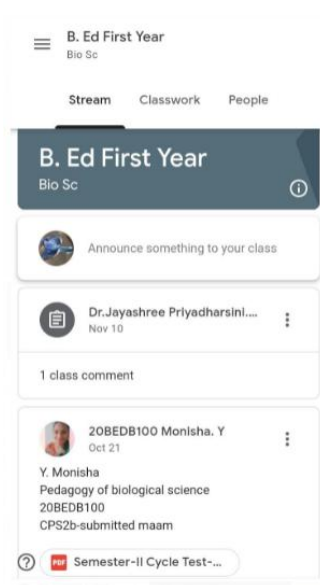 B. Ed First Year
Bio Sc
Stream Classwork People
B. Ed First Year
Bio Sc
Announce something to your class
Dr.Jayashree Priyadharsini....
Nov 10
1 class comment
20BEDB100 Monisha. Y
Oct 21
Y. Monisha
Pedagogy of biological science
20BEDB100
CPS2b-submitted maam
PDF Semester-II Cycle Test-...